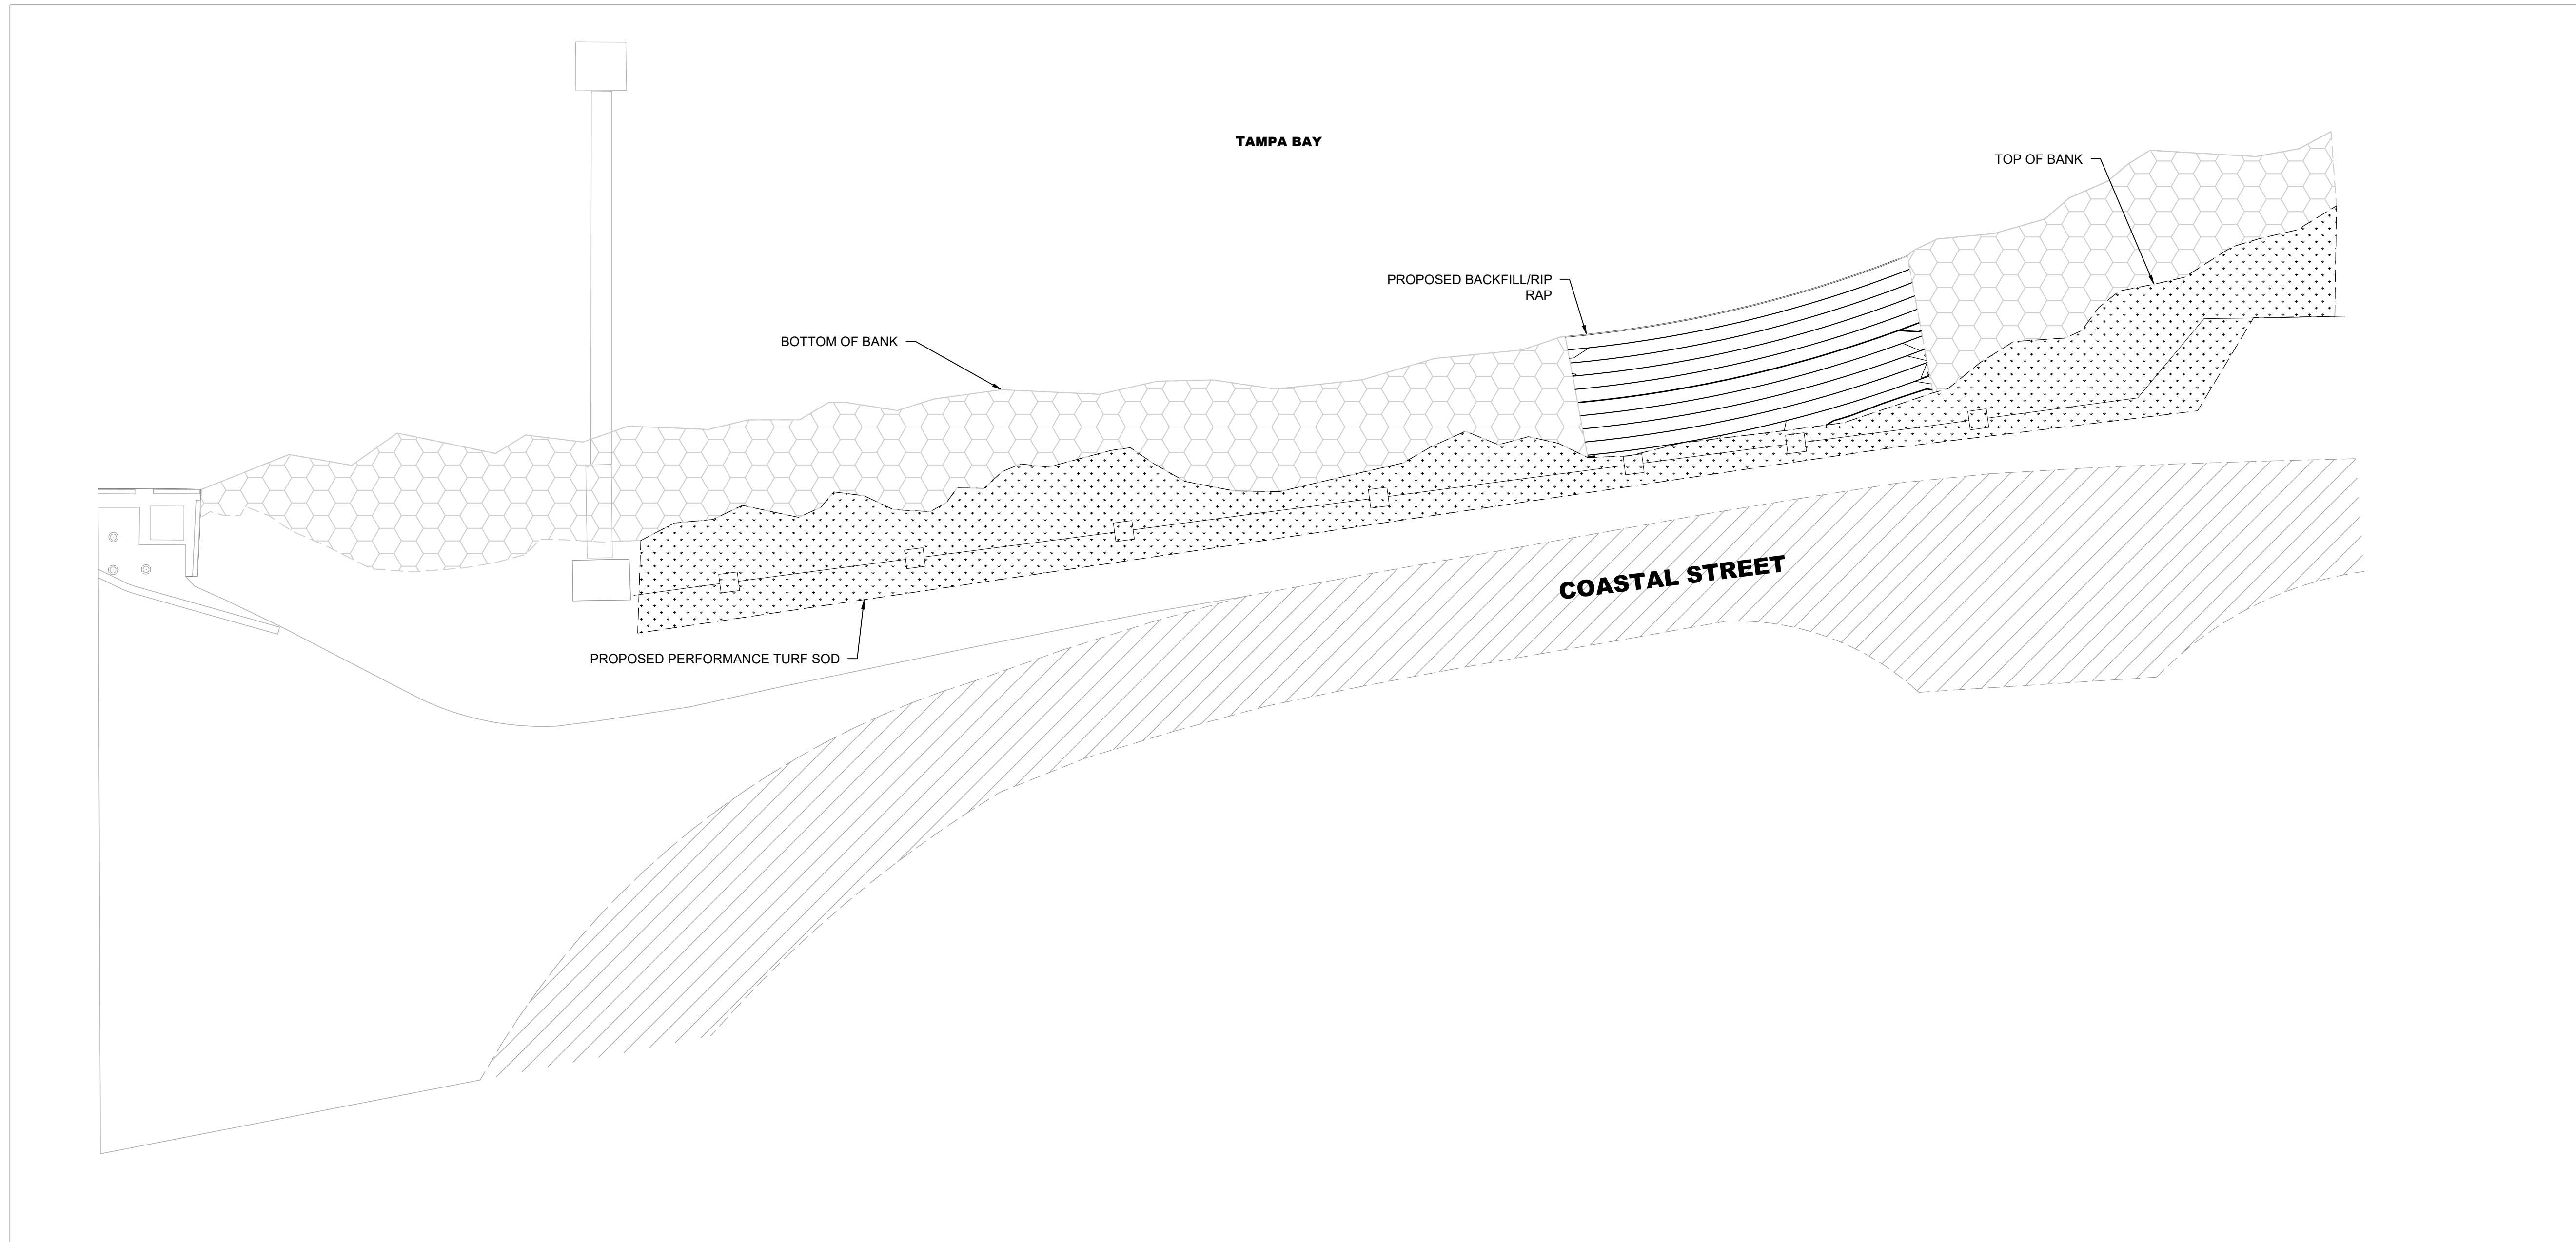 TAMPA BAY
TOP OF BANK
PROPOSED BACKFILL/RIP
RAP
BOTTOM OF BANK
COASTAL STREET
PROPOSED PERFORMANCE TURF SOD